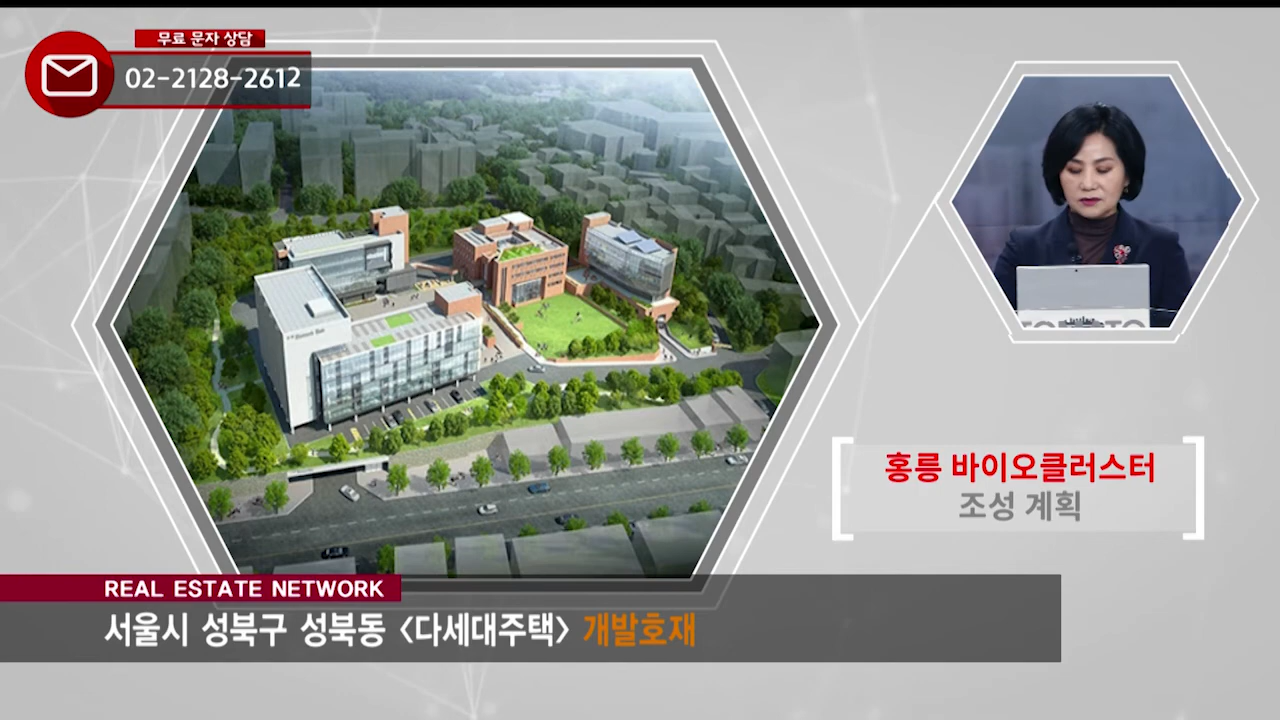 무료 문자 상담
02-2128-2612
홍릉 바이오클러스터
조성 계획
REAL ESTATE NETWORK
서울시 성북구 성북동 <다세대주택> 개발호재